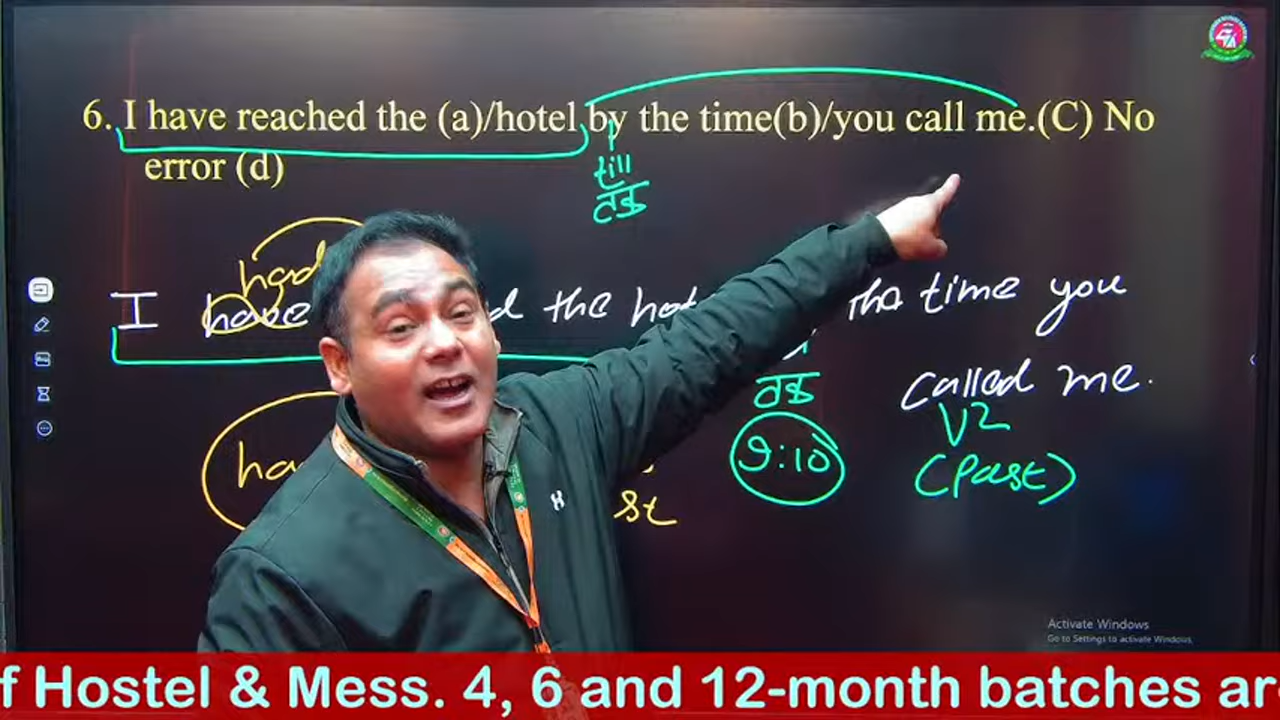 6. I have reached the (a)/hotel by the time(b)/you call me.(C) No
error (d)
till
तक
had
I have the the time you
तक
called me.
V2
9:10
(Past)
Activate Windows
Go to Settings to activate Windows.
f Hostel & Mess. 4, 6 and 12-month batches ar